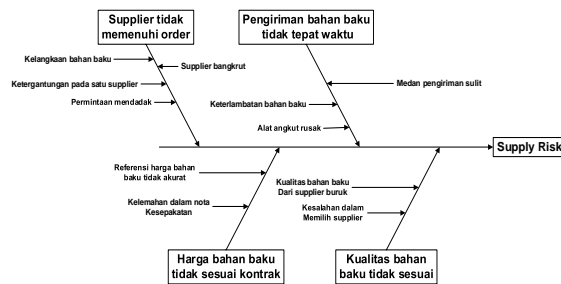 Supplier tidak
memenuhi order
Pengiriman bahan baku
tidak tepat waktu
Kelangkaan bahan baku
Supplier bangkrut
Ketergantungan pada satu supplier
Permintaan mendadak
Medan pengiriman sulit
Keterlambatan bahan baku
Alat angkut rusak
Supply Risk
Referensi harga bahan
baku tidak akurat
Kelemahan dalam nota
Kesepakatan
Kualitas bahan baku
Dari supplier buruk
Kesalahan dalam
Memilih supplier
Harga bahan baku
tidak sesuai kontrak
Kualitas bahan
baku tidak sesuai